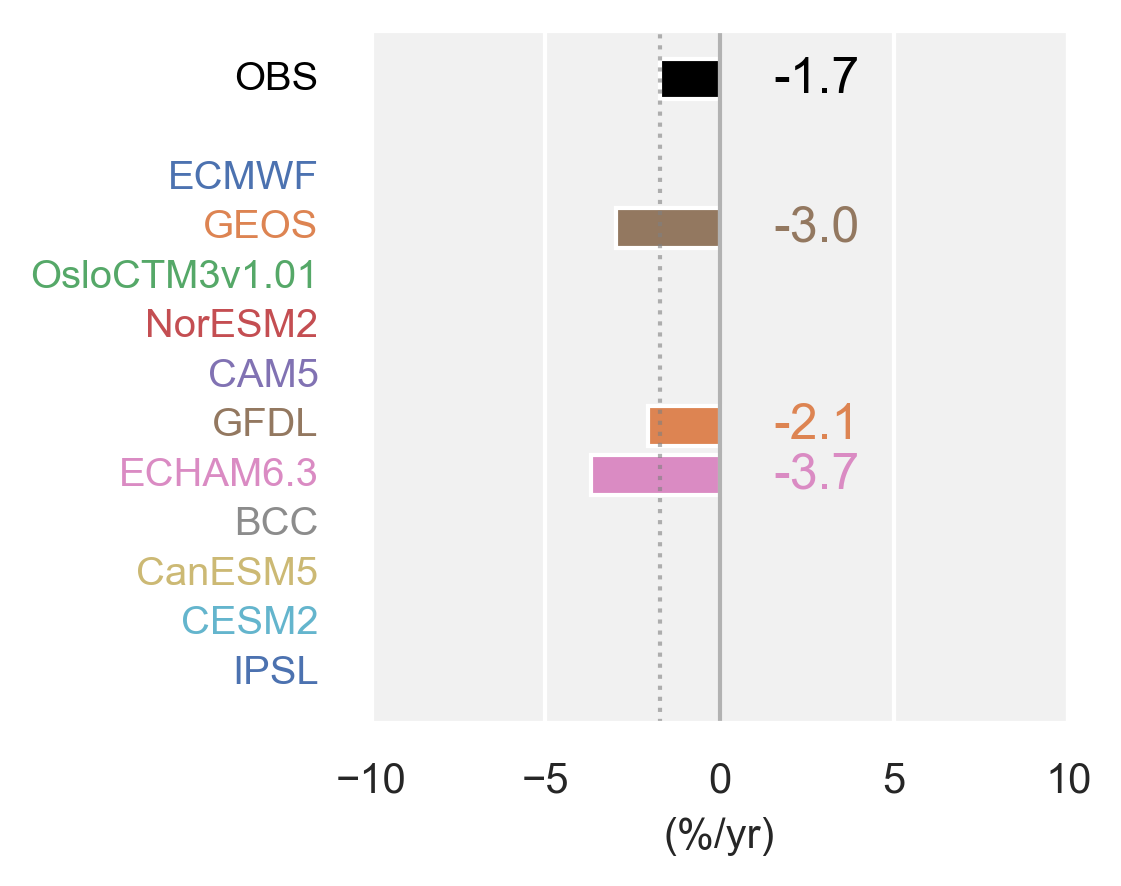 OBS -1.7
ECMWF
GEOS -3.0
OsloCTM3v1.01
NorESM2
CAM5
GFDL -2.1
ECHAM6.3 -3.7
BCC
CanESM5
CESM2
IPSL
−10 −5 0 5 10
(%/yr)